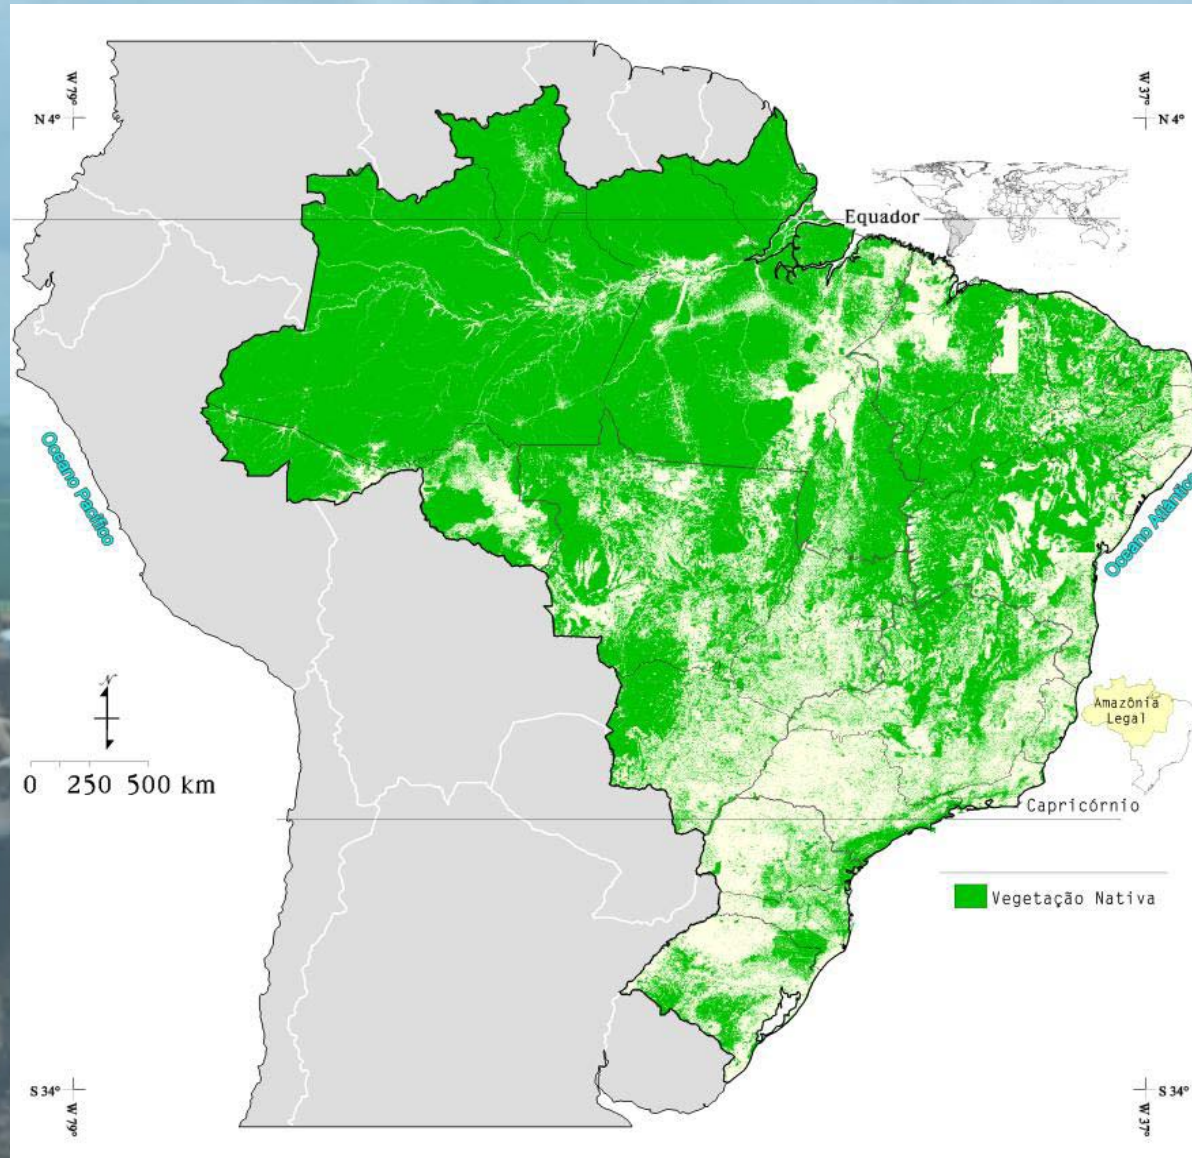 W 79°
N 4°
W 37°
N 4°
Equador
Oceano Pacífico
Oceano Atlântico
Amazônia
Legal
0 250 500 km
Capricórnio
Vegetação Nativa
S 34°
W 79°
S 34°
W 37°